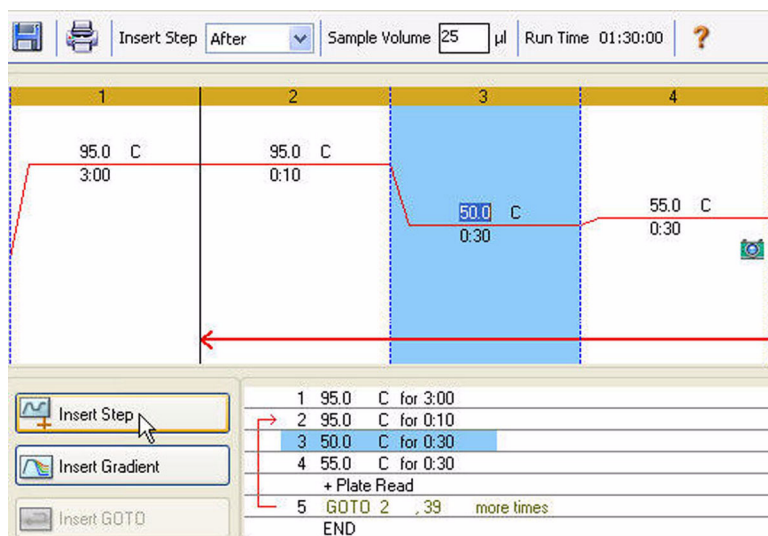 Insert Step After Sample Volume 25 µl Run Time 01:30:00 ?
1 2 3 4
95.0 C
3:00
95.0 C
0:10
50.0 C
0:30
55.0 C
0:30
Insert Step
Insert Gradient
Insert GOTO
1 95.0 C for 3:00
2 95.0 C for 0:10
3 50.0 C for 0:30
4 55.0 C for 0:30
+ Plate Read
5 GOTO 2 , 39 more times
END